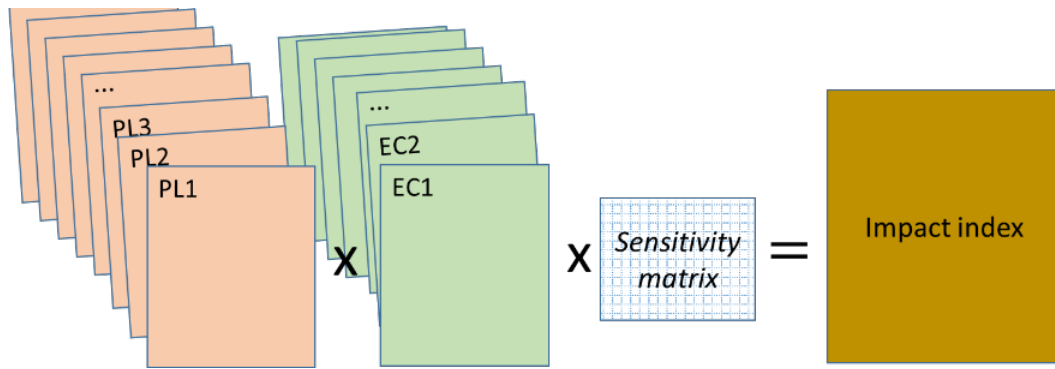 ...
PL3
PL2
PL1
x
...
EC2
EC1
x
Sensitivity
matrix
=
Impact index